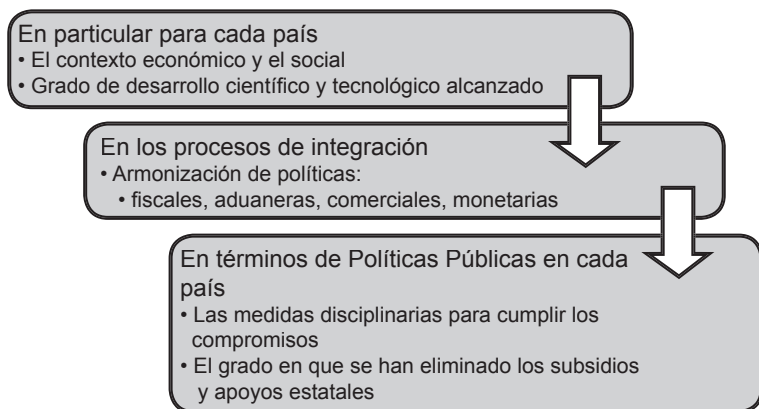 En particular para cada país
• El contexto económico y el social
• Grado de desarrollo científico y tecnológico alcanzado
En los procesos de integración
• Armonización de políticas:
• fiscales, aduaneras, comerciales, monetarias
En términos de Políticas Públicas en cada
país
• Las medidas disciplinarias para cumplir los
compromisos
• El grado en que se han eliminado los subsidios
y apoyos estatales